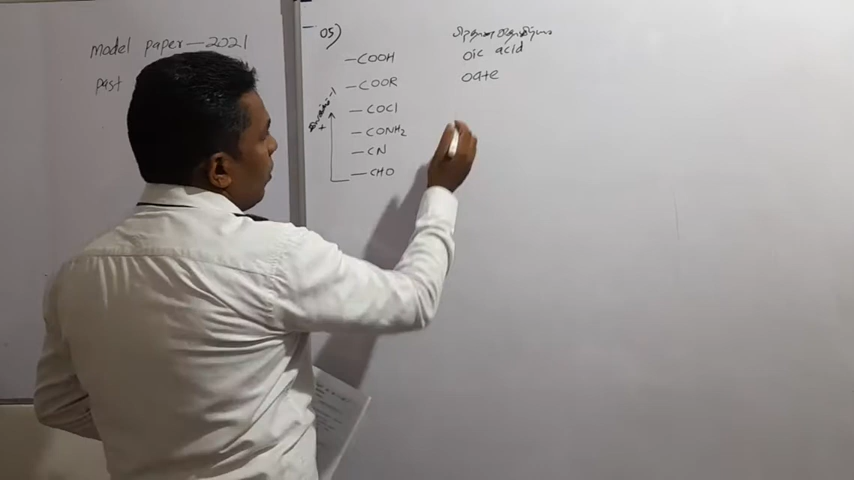 Model paper—2021
past
05)
—COOH
—COOR
—COCl
—CONH₂
—CN
—CHO
oic acid
oate